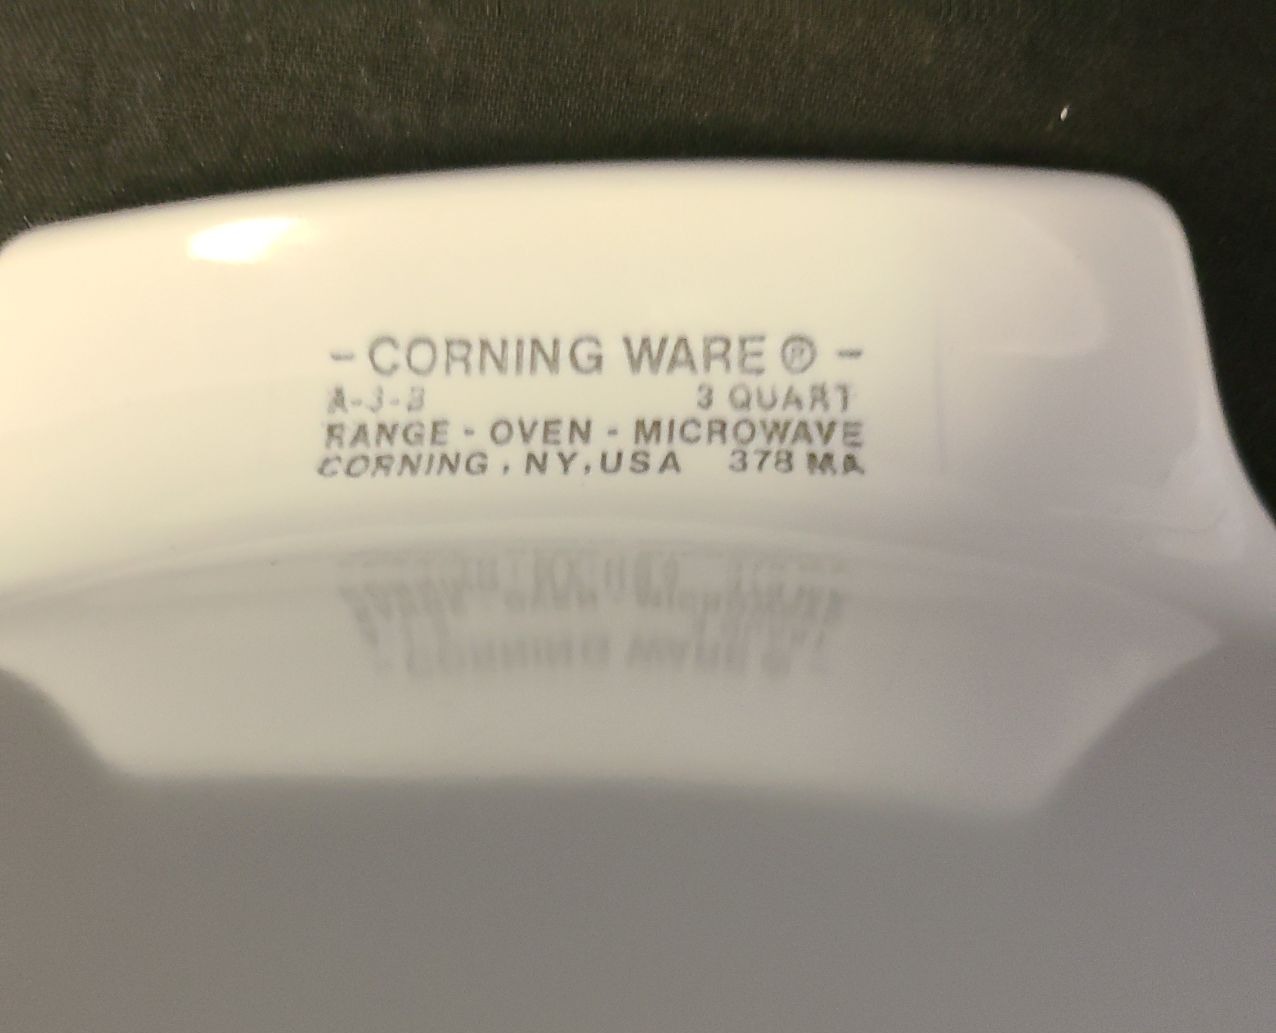 - CORNING WARE ® -
A-3-B 3 QUART
RANGE - OVEN - MICROWAVE
CORNING, NY, USA 378 MA